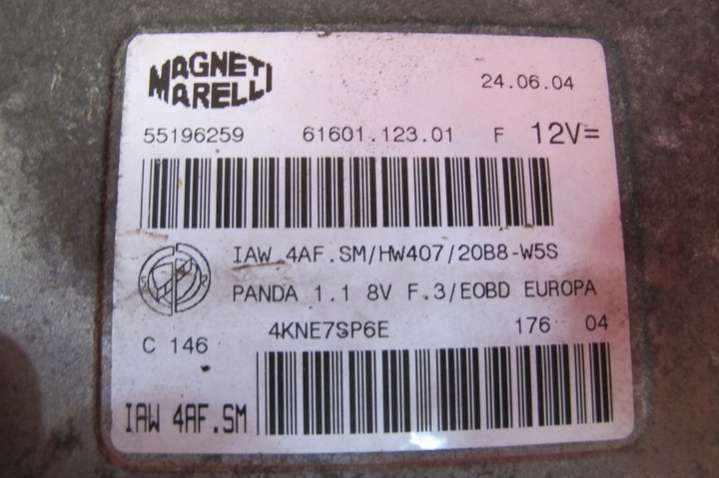 MAGNETI
MARELLI
24.06.04
55196259 61601.123.01 F 12V=
IAW 4AF.SM/HW407/20B8-W5S
PANDA 1.1 8V F.3/EOBD EUROPA
C 146 4KNE7SP6E 176 04
IAW 4AF.SM